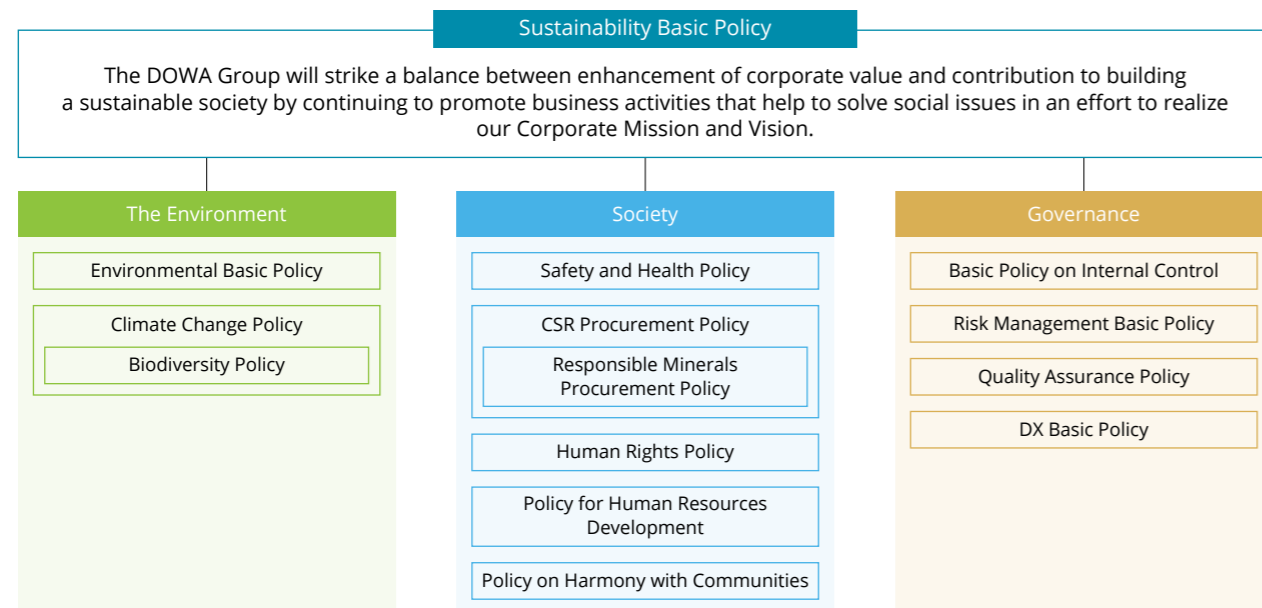 Sustainability Basic Policy
The DOWA Group will strike a balance between enhancement of corporate value and contribution to building
a sustainable society by continuing to promote business activities that help to solve social issues in an effort to realize
our Corporate Mission and Vision.
The Environment
Environmental Basic Policy
Climate Change Policy
Biodiversity Policy
Society
Safety and Health Policy
CSR Procurement Policy
Responsible Minerals
Procurement Policy
Human Rights Policy
Policy for Human Resources
Development
Policy on Harmony with Communities
Governance
Basic Policy on Internal Control
Risk Management Basic Policy
Quality Assurance Policy
DX Basic Policy